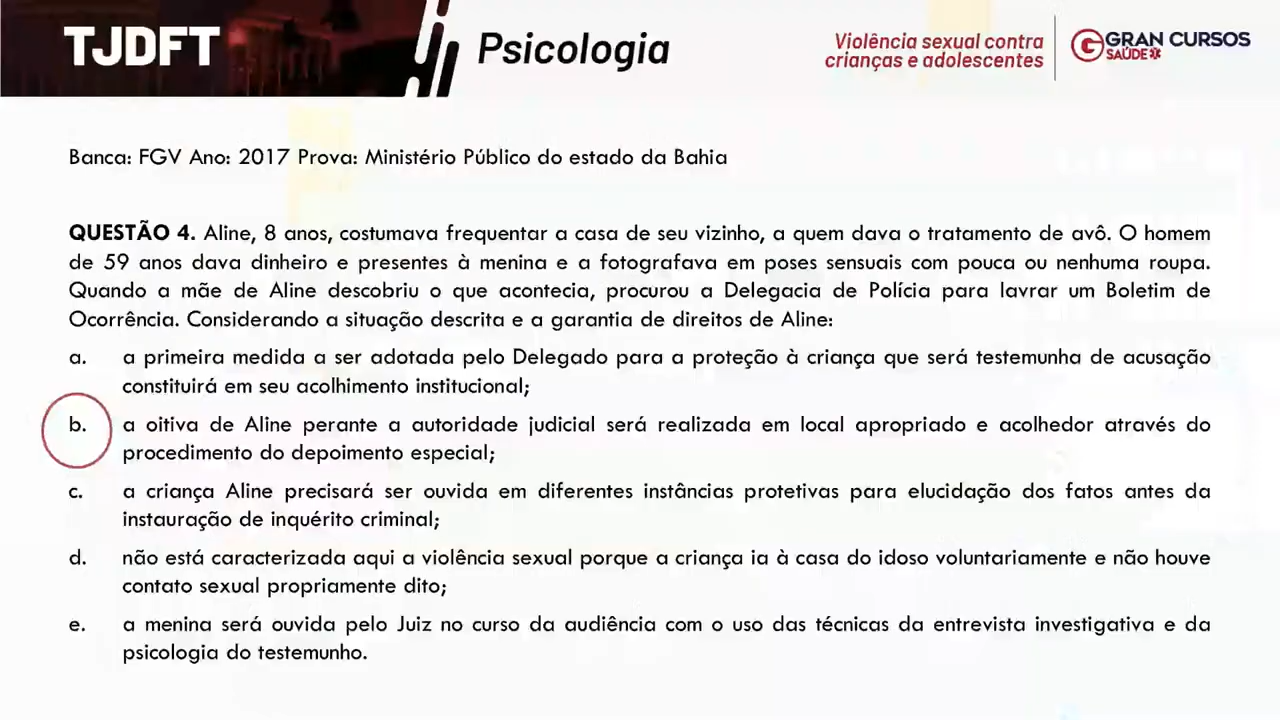 TJDFT
Psicologia
Violência sexual contra
crianças e adolescentes
GRAN CURSOS
SAÚDE
Banca: FGV Ano: 2017 Prova: Ministério Público do estado da Bahia
QUESTÃO 4. Aline, 8 anos, costumava frequentar a casa de seu vizinho, a quem dava o tratamento de avô. O homem
de 59 anos dava dinheiro e presentes à menina e a fotografava em poses sensuais com pouca ou nenhuma roupa.
Quando a mãe de Aline descobriu o que acontecia, procurou a Delegacia de Polícia para lavrar um Boletim de
Ocorrência. Considerando a situação descrita e a garantia de direitos de Aline:
a. a primeira medida a ser adotada pelo Delegado para a proteção à criança que será testemunha de acusação
constituirá em seu acolhimento institucional;
b. a oitiva de Aline perante a autoridade judicial será realizada em local apropriado e acolhedor através do
procedimento do depoimento especial;
c. a criança Aline precisará ser ouvida em diferentes instâncias protetivas para elucidação dos fatos antes da
instauração de inquérito criminal;
d. não está caracterizada aqui a violência sexual porque a criança ia à casa do idoso voluntariamente e não houve
contato sexual propriamente dito;
e. a menina será ouvida pelo Juiz no curso da audiência com o uso das técnicas da entrevista investigativa e da
psicologia do testemunho.